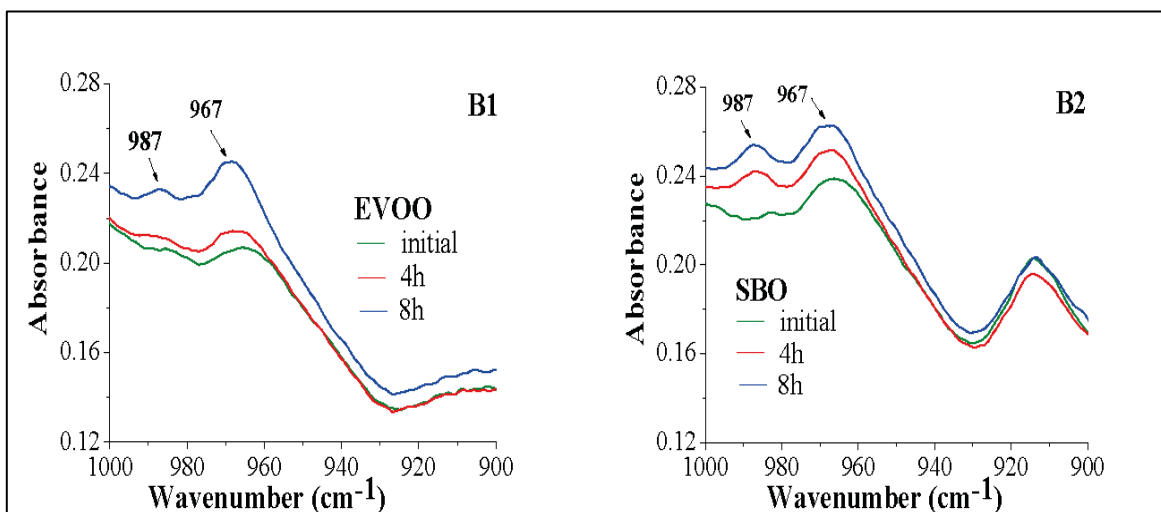 0.28
0.24
0.20
0.16
0.12
Absorbance
B1
987
967
EVOO
initial
4h
8h
1000
980
960
940
920
900
Wavenumber (cm-1)
0.28
0.24
0.20
0.16
0.12
Absorbance
B2
987
967
SBO
initial
4h
8h
1000
980
960
940
920
900
Wavenumber (cm-1)